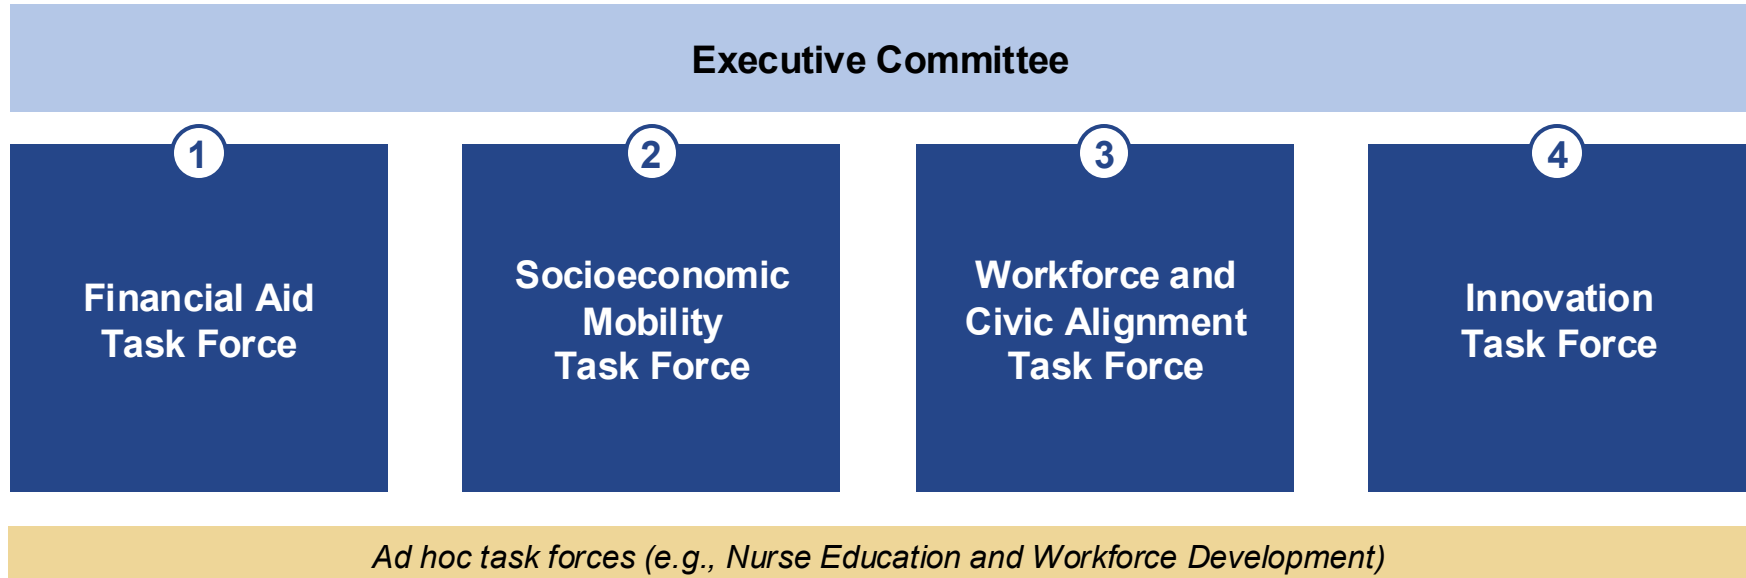 Executive Committee
1
Financial Aid
Task Force
2
Socioeconomic
Mobility
Task Force
3
Workforce and
Civic Alignment
Task Force
4
Innovation
Task Force
Ad hoc task forces (e.g., Nurse Education and Workforce Development)